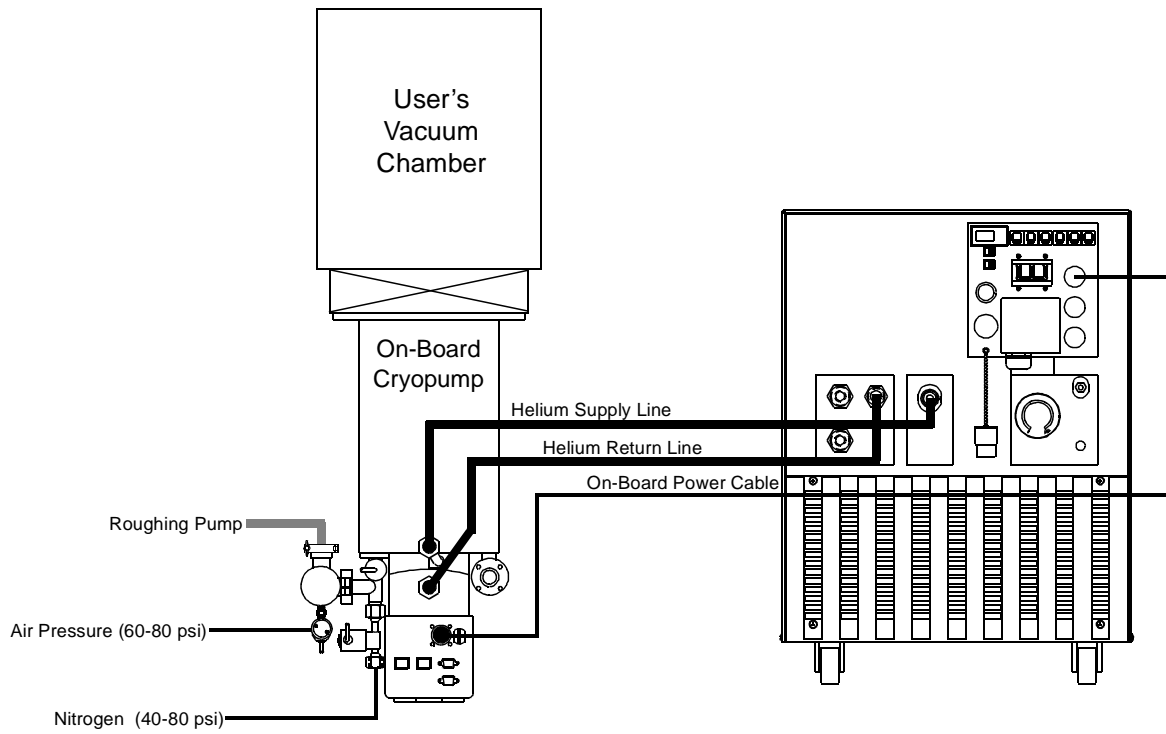 User's
Vacuum
Chamber
On-Board
Cryopump
Helium Supply Line
Helium Return Line
On-Board Power Cable
Roughing Pump
Air Pressure (60-80 psi)
Nitrogen (40-80 psi)